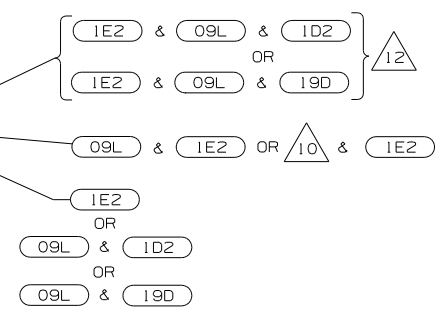 1E2 & 09L & 1D2
OR
12
1E2 & 09L & 19D
09L & 1E2 OR 10 & 1E2
1E2
OR
09L & 1D2
OR
09L & 19D